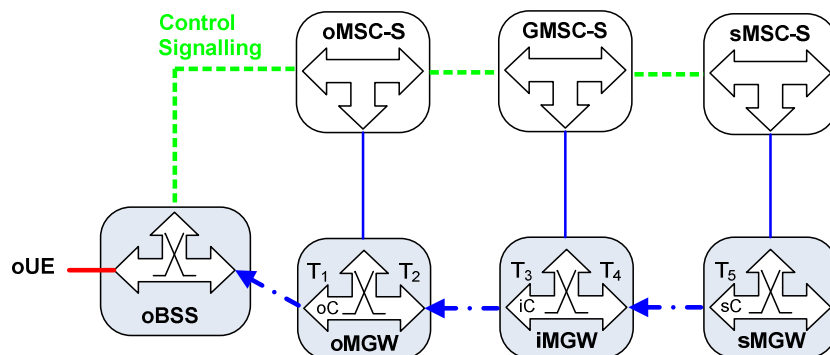 Control
Signalling
oMSC-S
GMSC-S
sMSC-S
oUE
oBSS
T1
T2
oC
oMGW
T3
T4
iC
iMGW
T5
sC
sMGW